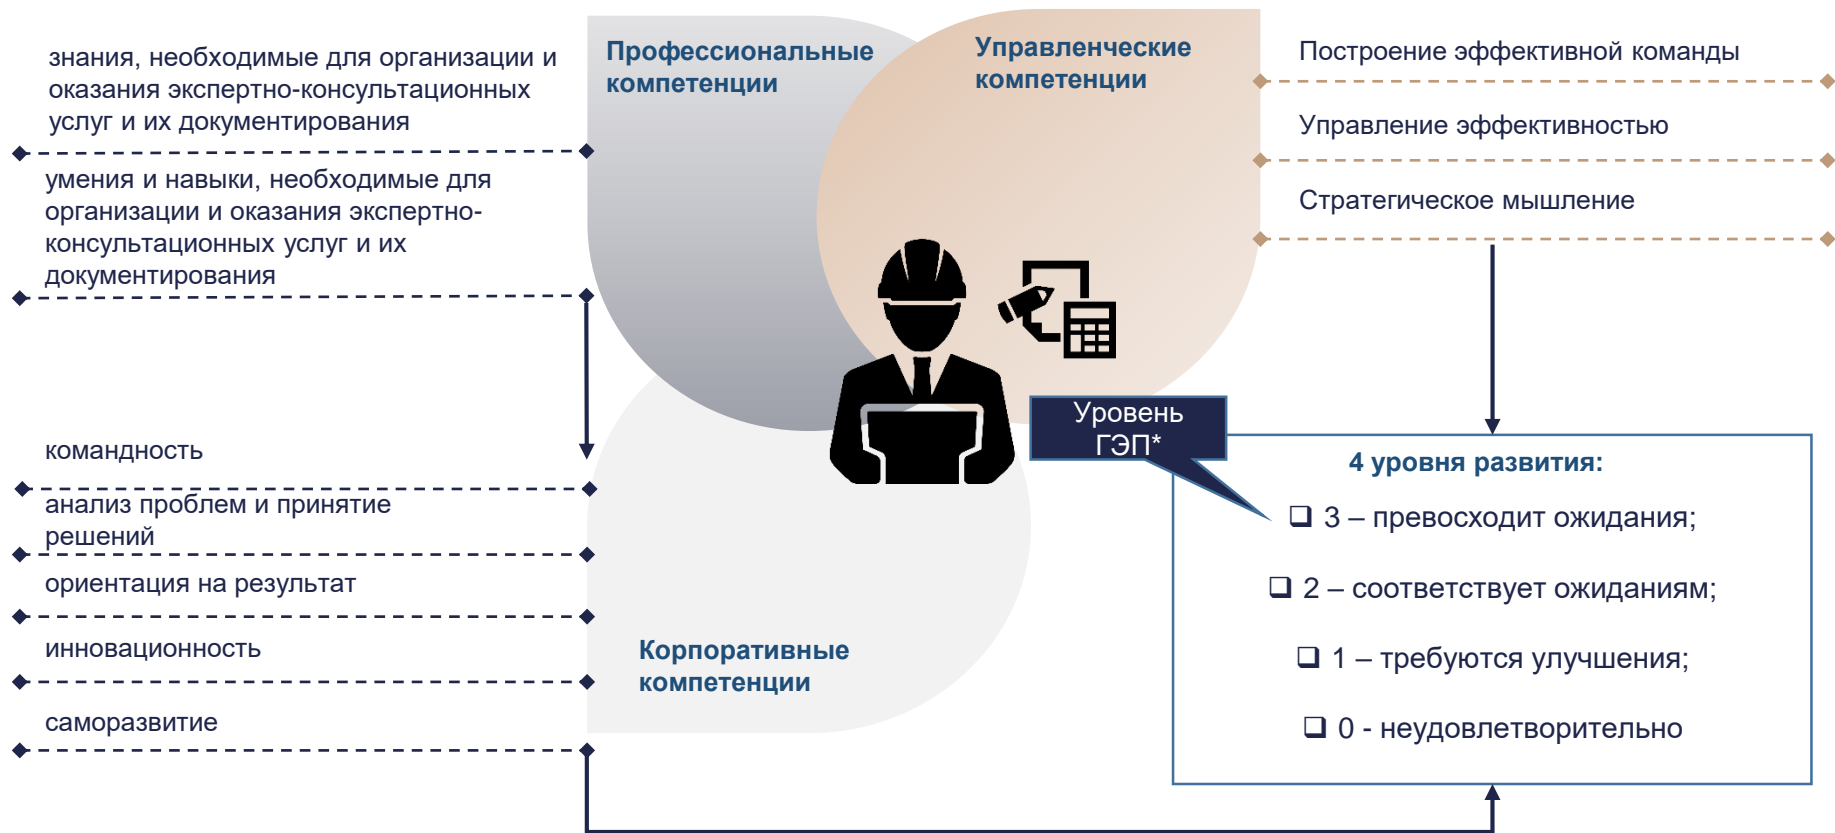 знания, необходимые для организации и
оказания экспертно-консультационных
услуг и их документирования
умения и навыки, необходимые для
организации и оказания экспертно-
консультационных услуг и их
документирования
Профессиональные
компетенции
Управленческие
компетенции
Построение эффективной команды
Управление эффективностью
Стратегическое мышление
командность
анализ проблем и принятие
решений
ориентация на результат
инновационность
саморазвитие
Корпоративные
компетенции
Уровень
ГЭП*
4 уровня развития:
❑ 3 – превосходит ожидания;
❑ 2 – соответствует ожиданиям;
❑ 1 – требуются улучшения;
❑ 0 - неудовлетворительно